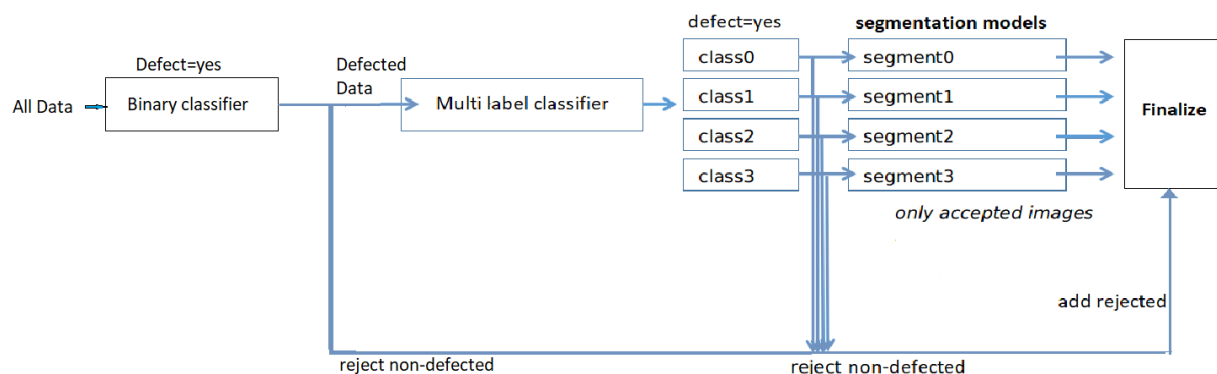 defect=yes
segmentation models
Defect=yes
Defected
Data
All Data
Binary classifier
Multi label classifier
class0
segment0
class1
segment1
class2
segment2
class3
segment3
Finalize
only accepted images
add rejected
reject non-defected
reject non-defected